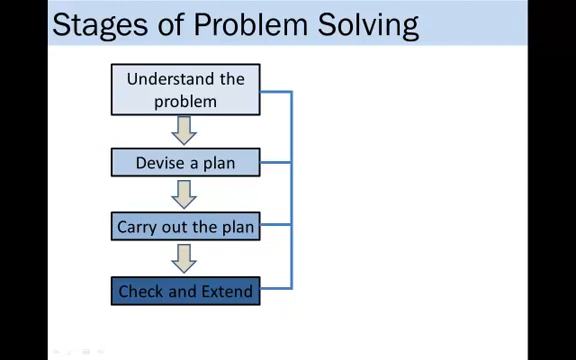 Stages of Problem Solving
Understand the
problem
Devise a plan
Carry out the plan
Check and Extend